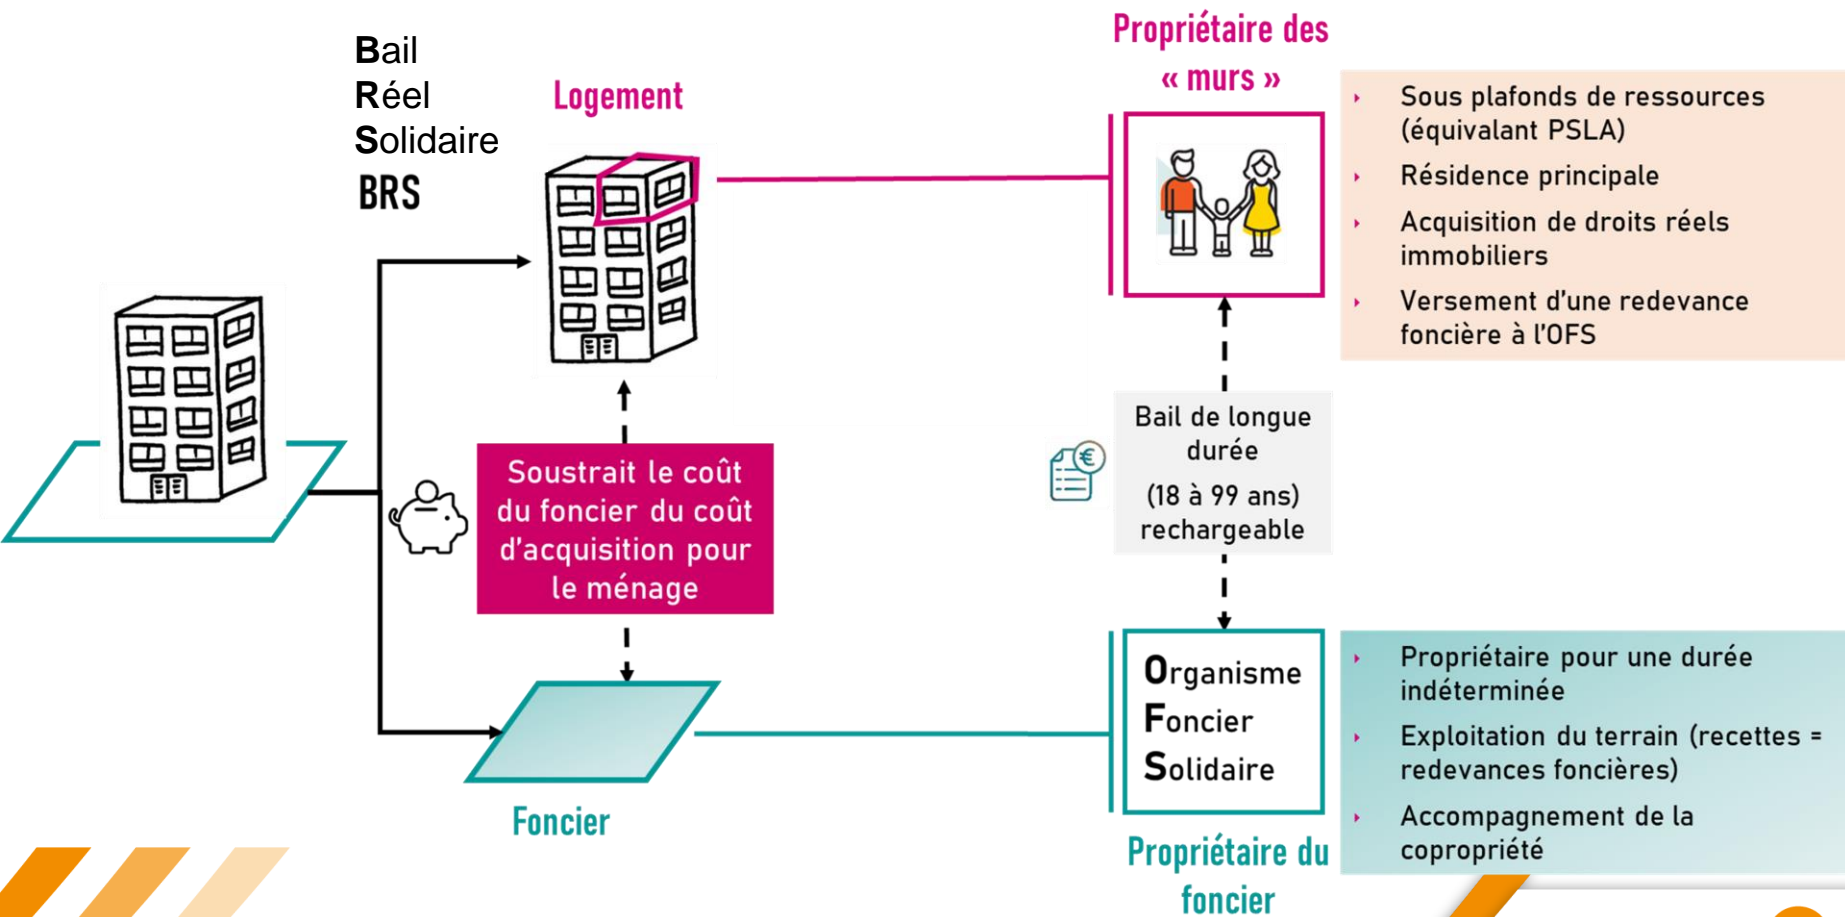 Bail
Réel
Solidaire
BRS
Logement
Propriétaire des
« murs »
Sous plafonds de ressources
(équivalant PSLA)
Résidence principale
Acquisition de droits réels
immobiliers
Versement d'une redevance
foncière à l'OFS
Soustrait le coût
du foncier du coût
d'acquisition pour
le ménage
€
Bail de longue
durée
(18 à 99 ans)
rechargeable
Foncier
Organisme
Foncier
Solidaire
Propriétaire du
foncier
Propriétaire pour une durée
indéterminée
Exploitation du terrain (recettes =
redevances foncières)
Accompagnement de la
copropriété